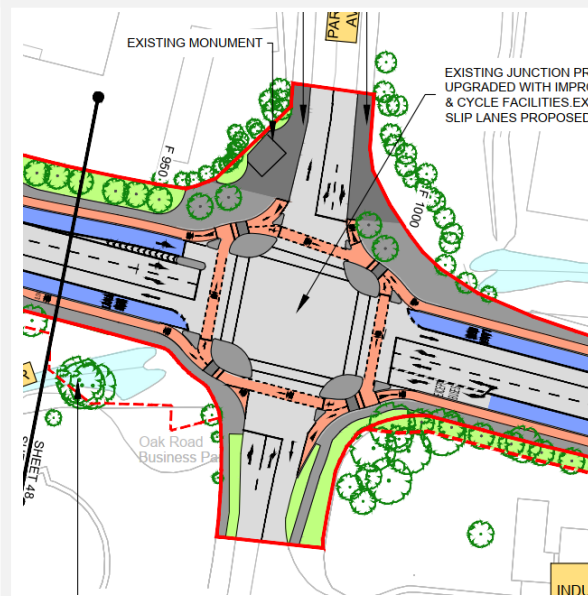 PAR
AV
EXISTING MONUMENT
EXISTING JUNCTION PR
UPGRADED WITH IMPRO
& CYCLE FACILITIES.EX
SLIP LANES PROPOSED
F 950
F 1000
Oak Road
Business Pa
SHEET 48
INDU